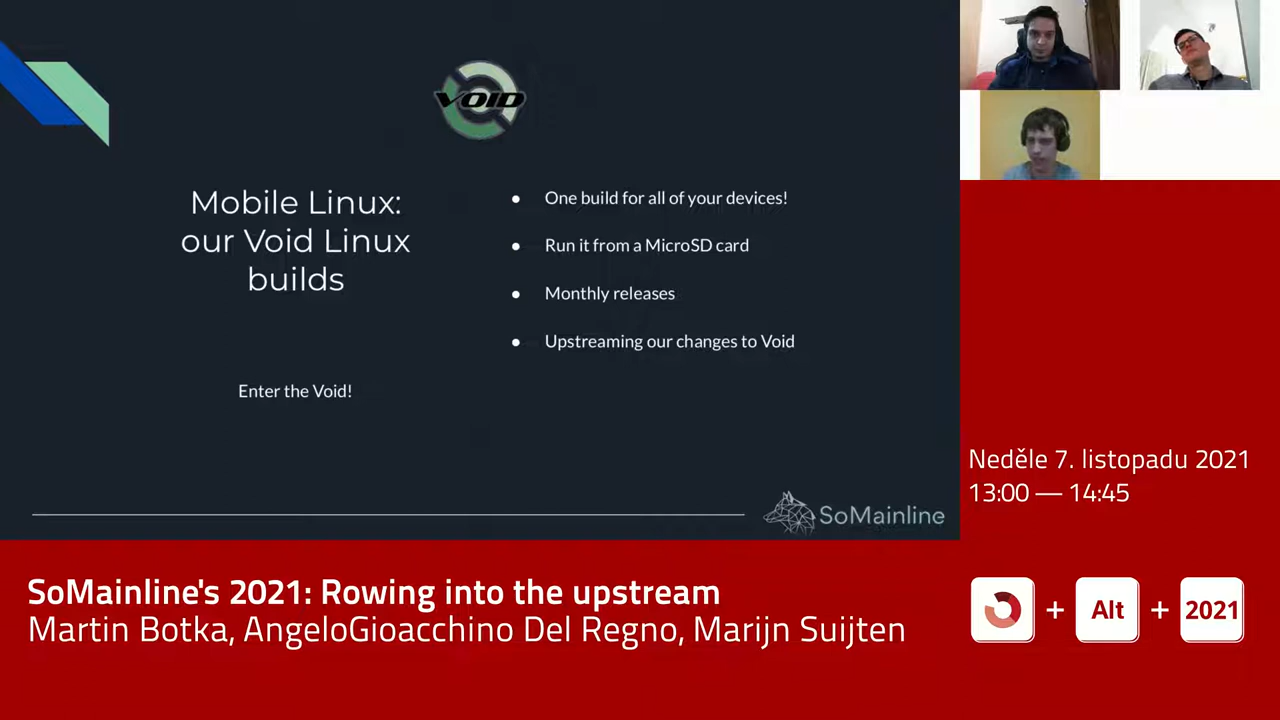 VOID
Mobile Linux:
our Void Linux
builds
Enter the Void!
● One build for all of your devices!
● Run it from a MicroSD card
● Monthly releases
● Upstreaming our changes to Void
SoMainline
Neděle 7. listopadu 2021
13:00 — 14:45
SoMainline's 2021: Rowing into the upstream
Martin Botka, AngeloGioacchino Del Regno, Marijn Suijten
+ Alt + 2021